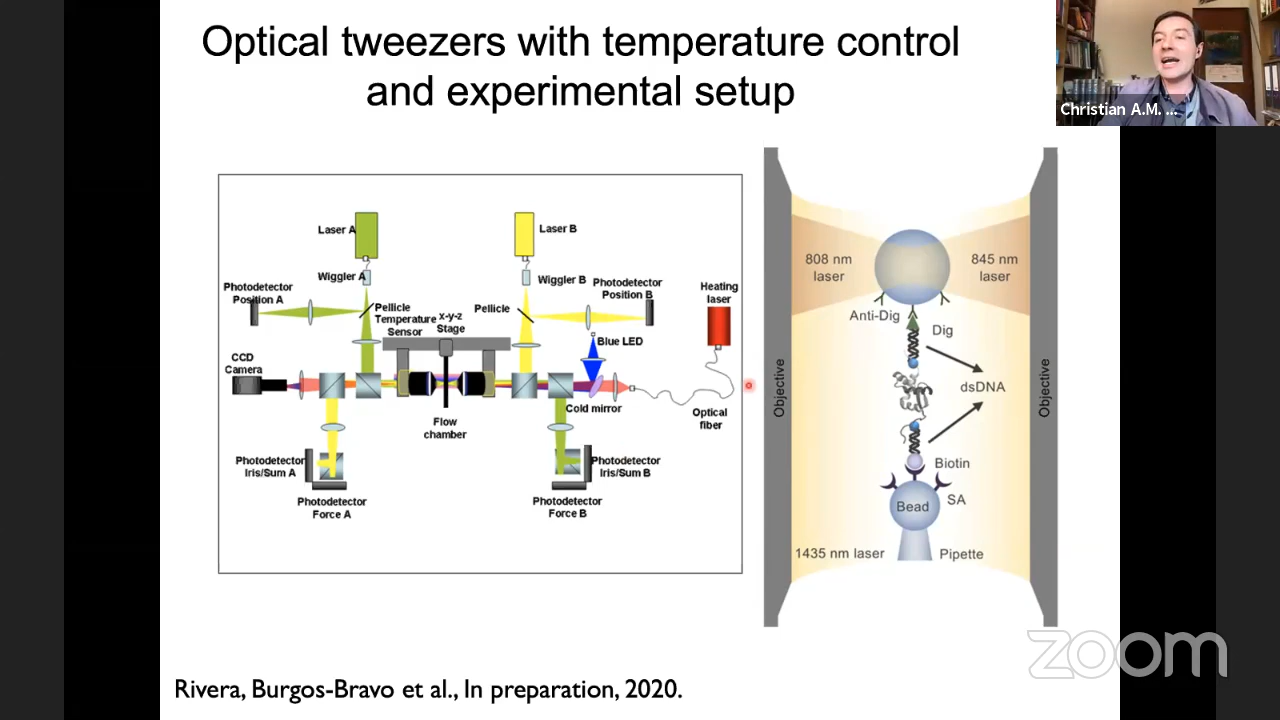 Optical tweezers with temperature control
and experimental setup
Christian A.M. ...
Laser A
Laser B
Wiggler A
Wiggler B
Photodetector
Position A
Photodetector
Position B
Heating
laser
Pellicle
Temperature
Sensor
x-y-z
Stage
Pellicle
Blue LED
CCD
Camera
Cold mirror
Optical
fiber
Flow
chamber
Photodetector
Iris/Sum A
Photodetector
Iris/Sum B
Photodetector
Force A
Photodetector
Force B
808 nm
laser
845 nm
laser
Anti-Dig
Dig
dsDNA
Objective
Objective
Biotin
SA
Bead
1435 nm laser
Pipette
zoom
Rivera, Burgos-Bravo et al., In preparation, 2020.